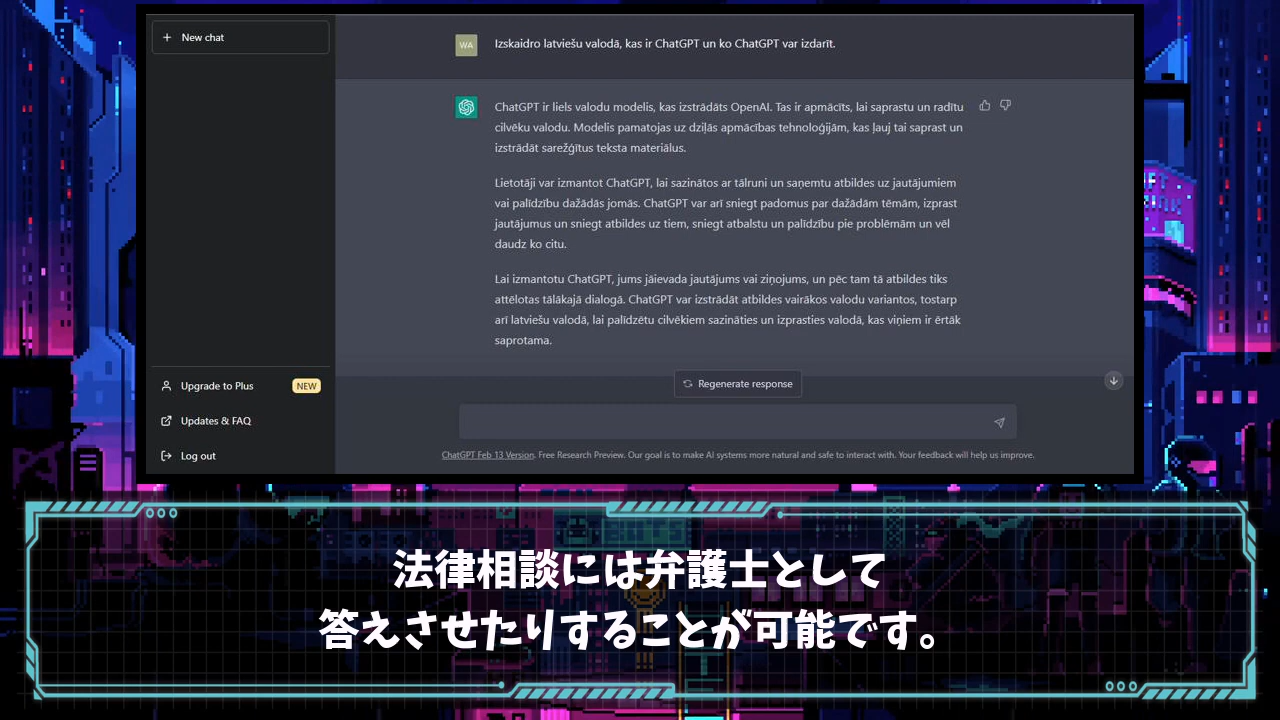 New chat
WA
Izskaidro latviešu valodā, kas ir ChatGPT un ko ChatGPT var izdarīt.
ChatGPT ir liels valodu modelis, kas izstrādāts OpenAI. Tas ir apmācīts, lai saprastu un radītu
cilvēku valodu. Modelis pamatojas uz dziļās apmācības tehnoloģijām, kas ļauj tai saprast un
izstrādāt sarežģītus teksta materiālus.
Lietotāji var izmantot ChatGPT, lai sazinātos ar tālruni un saņemtu atbildes uz jautājumiem
vai palīdzību dažādās jomās. ChatGPT var arī sniegt padomus par dažādām tēmām, izprast
jautājumus un sniegt atbildes uz tiem, sniegt atbalstu un palīdzību pie problēmām un vēl
daudz ko citu.
Lai izmantotu ChatGPT, jums jāievada jautājums vai ziņojums, un pēc tam tā atbildes tiks
attēlotas tālākajā dialogā. ChatGPT var izstrādāt atbildes vairākos valodu variantos, tostarp
arī latviešu valodā, lai palīdzētu cilvēkiem sazināties un izprasties valodā, kas viņiem ir ērtāk
saprotama.
Regenerate response
Upgrade to Plus NEW
Updates & FAQ
Log out
ChatGPT Feb 13 Version. Free Research Preview. Our goal is to make AI systems more natural and safe to interact with. Your feedback will help us improve.
法律相談には弁護士として
答えさせたりすることが可能です。